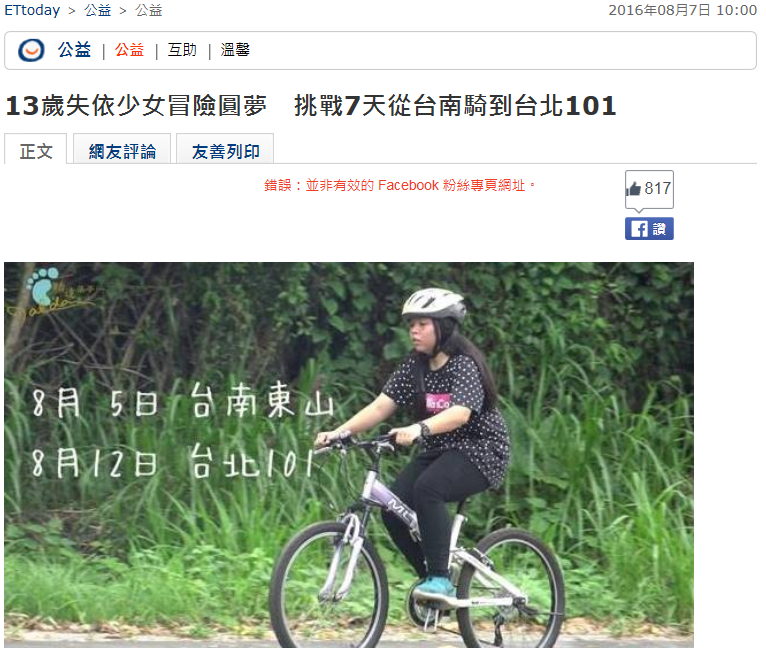 ETtoday > 公益 > 公益
2016年08月7日 10:00
公益 | 公益 | 互助 | 溫馨
13歲失依少女冒險圓夢　挑戰7天從台南騎到台北101
正文 網友評論 友善列印
錯誤：並非有效的 Facebook 粉絲專頁網址。
817
讚
8月 5日 台南東山
8月12日 台北101